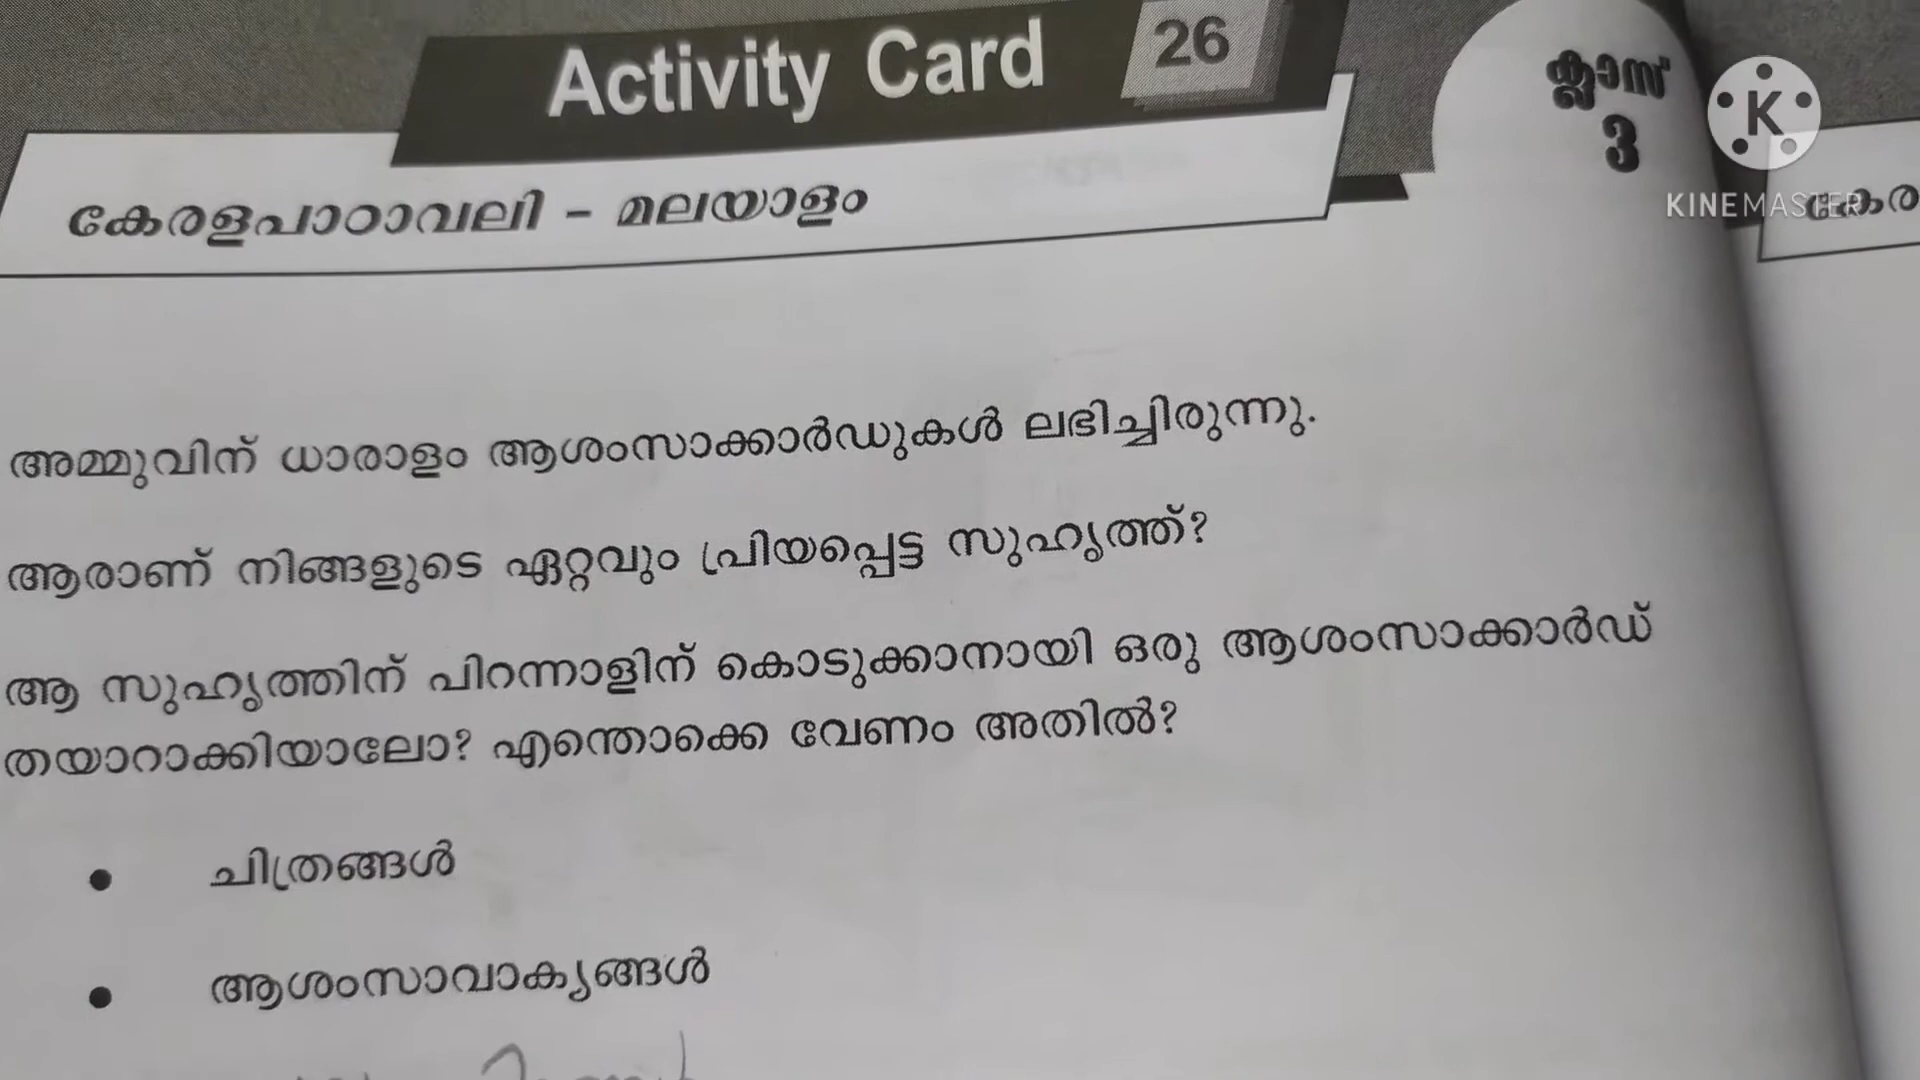 Activity Card 26
ക്ലാസ്
3
K
KINEMASTER
കേരളപാഠാവലി – മലയാളം
കേര
അമ്മുവിന് ധാരാളം ആശംസാക്കാർഡുകൾ ലഭിച്ചിരുന്നു.
ആരാണ് നിങ്ങളുടെ ഏറ്റവും പ്രിയപ്പെട്ട സുഹൃത്ത്?
ആ സുഹൃത്തിന് പിറന്നാളിന് കൊടുക്കാനായി ഒരു ആശംസാക്കാർഡ്
തയാറാക്കിയാലോ? എന്തൊക്കെ വേണം അതിൽ?
• ചിത്രങ്ങൾ
• ആശംസാവാക്യങ്ങൾ